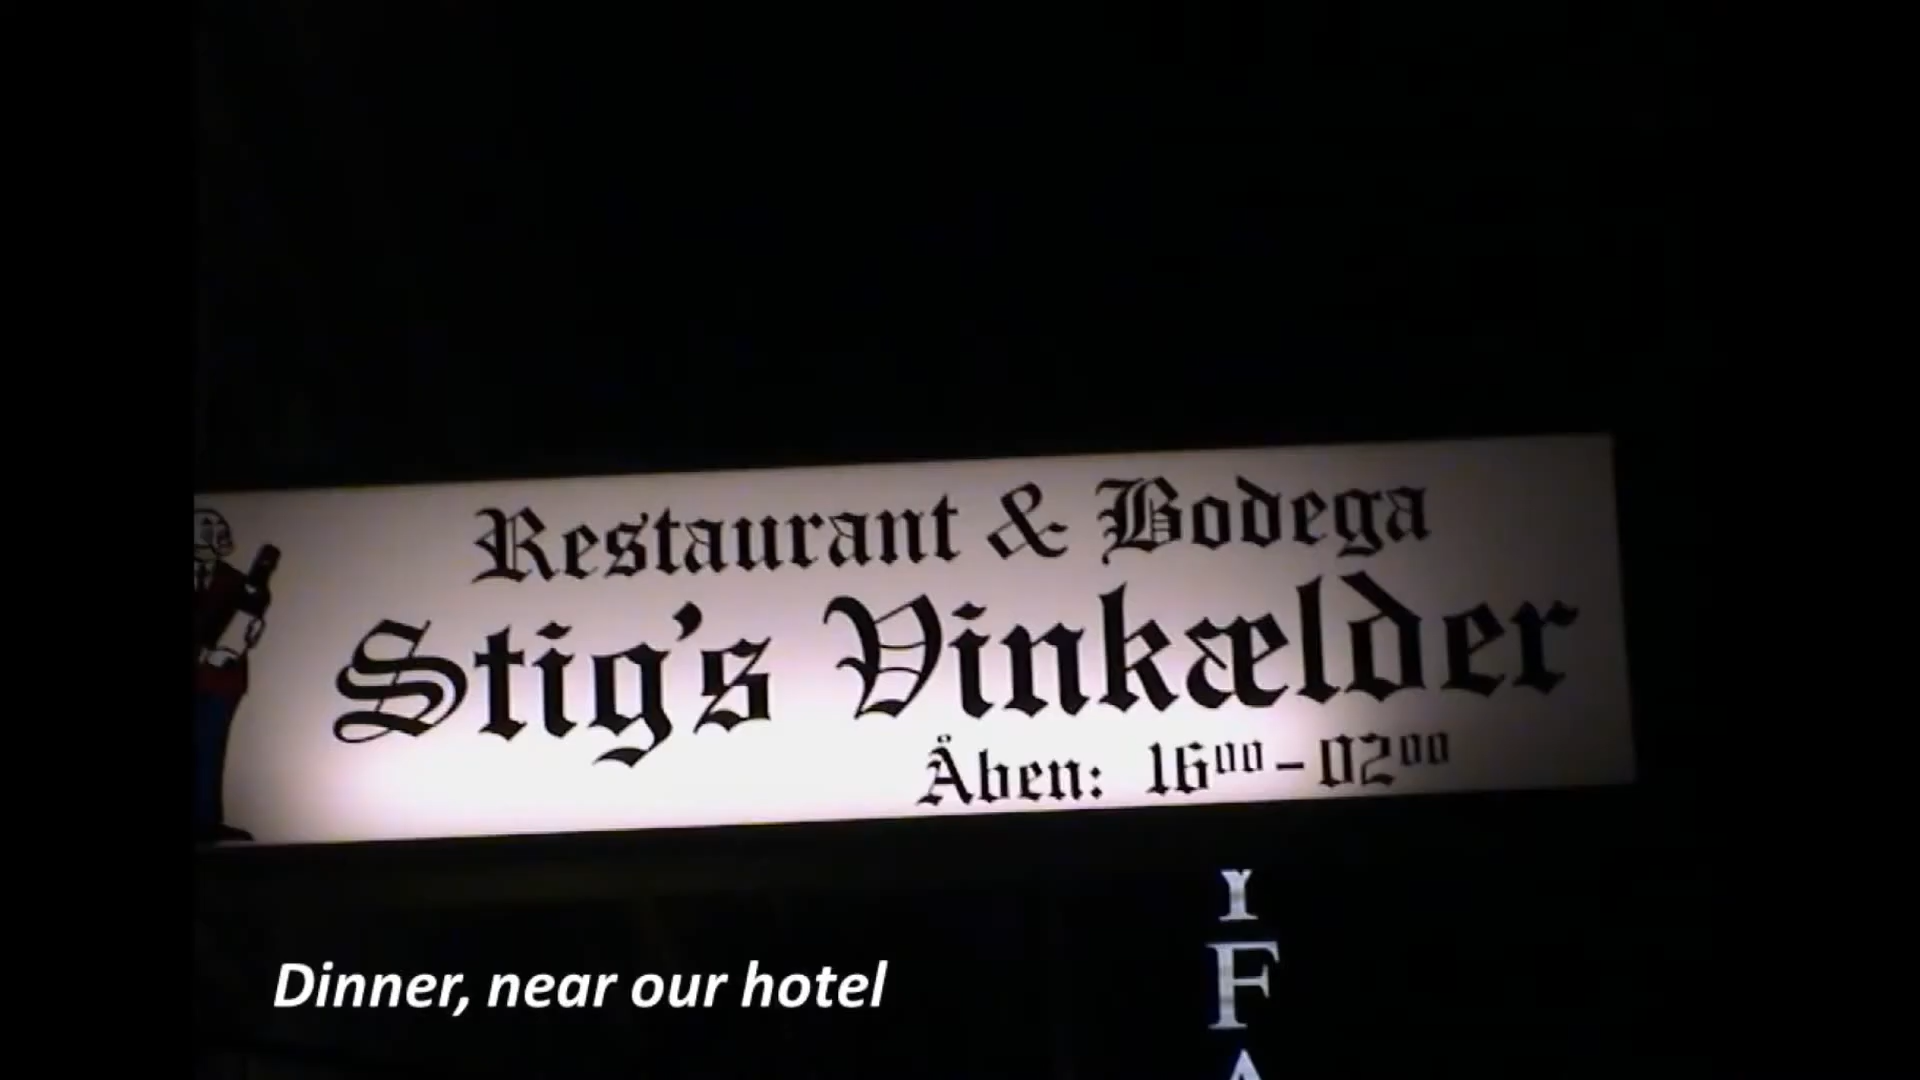 Restaurant & Bodega
Stig's Vinkælder
Åben: 16⁰⁰ - 02⁰⁰
Dinner, near our hotel
F